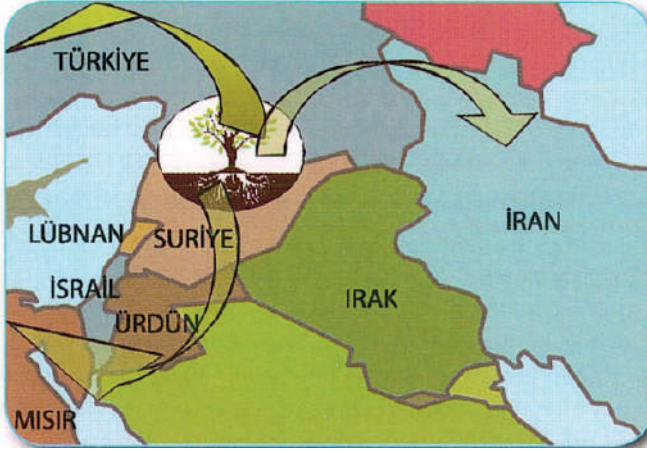 TÜRKİYE
LÜBNAN
SURİYE
İRAN
İSRAİL
ÜRDÜN
IRAK
MISIR